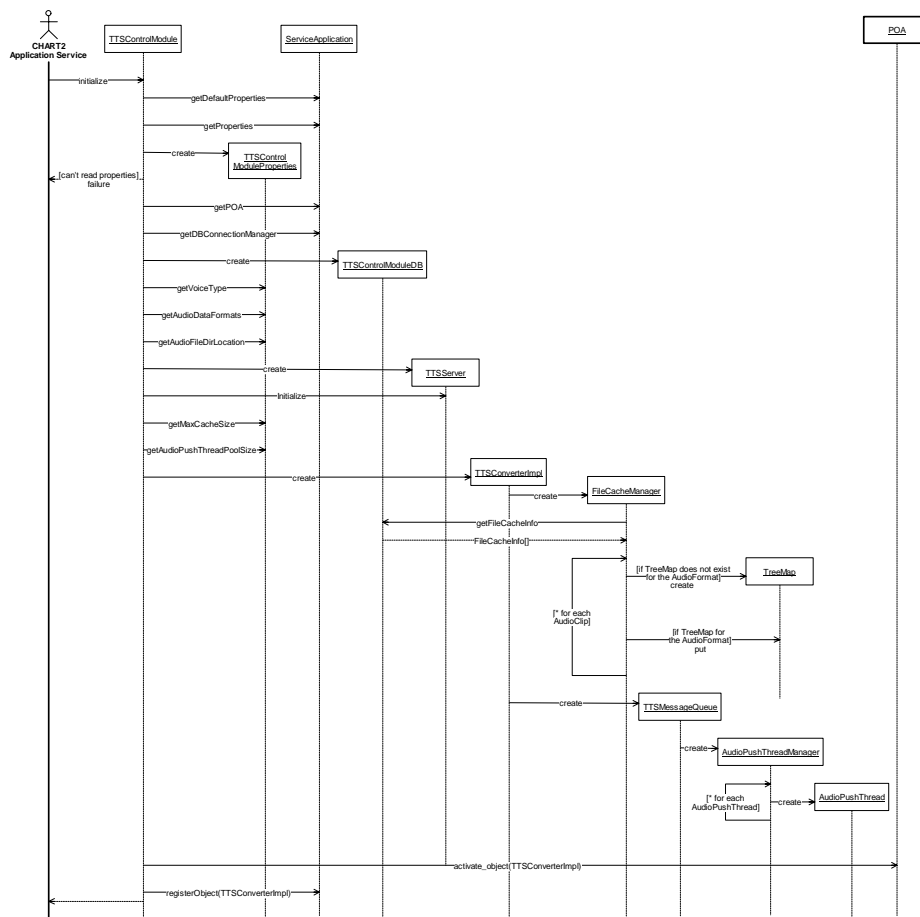 CHART2
Application Service
TTSControlModule
ServiceApplication
POA
initialize
getDefaultProperties
getProperties
create
TTSControl
ModuleProperties
[can't read properties]
failure
getPOA
getDBConnectionManager
create
TTSControlModuleDB
getVoiceType
getAudioDataFormats
getAudioFileDirLocation
create
TTSServer
Initialize
getMaxCacheSize
getAudioPushThreadPoolSize
create
TTSConverterImpl
create
FileCacheManager
getFileCacheInfo
FileCacheInfo[]
[if TreeMap does not exist
for the AudioFormat]
create
TreeMap
[* for each
AudioClip]
[if TreeMap for
the AudioFormat]
put
create
TTSMessageQueue
create
AudioPushThreadManager
[* for each
AudioPushThread]
create
AudioPushThread
activate_object(TTSConverterImpl)
registerObject(TTSConverterImpl)